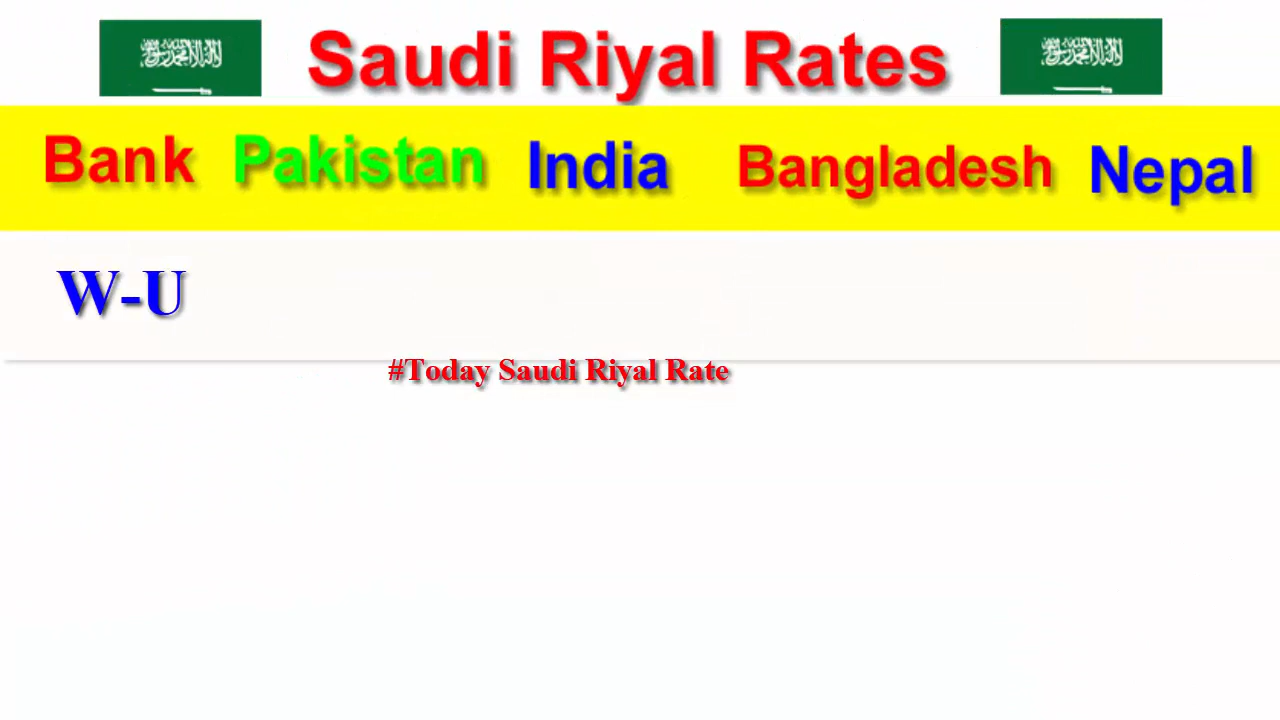 Saudi Riyal Rates
Bank Pakistan India Bangladesh Nepal
W-U
#Today Saudi Riyal Rate